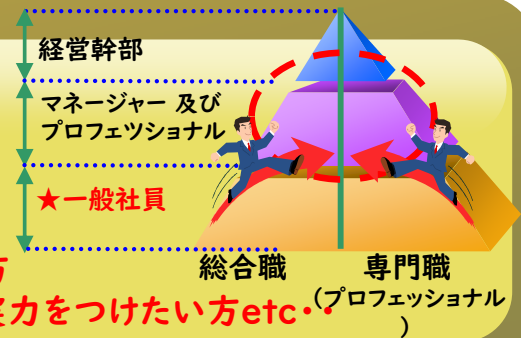 経営幹部
マネージャー 及び
プロフェツショナル
★一般社員
総合職
専門職
(プロフェッショナル
)
方
力をつけたい方etc・・